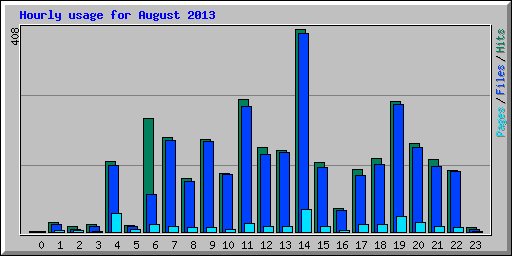 Hourly usage for August 2013
408
Pages / Files / Hits
0 1 2 3 4 5 6 7 8 9 10 11 12 13 14 15 16 17 18 19 20 21 22 23